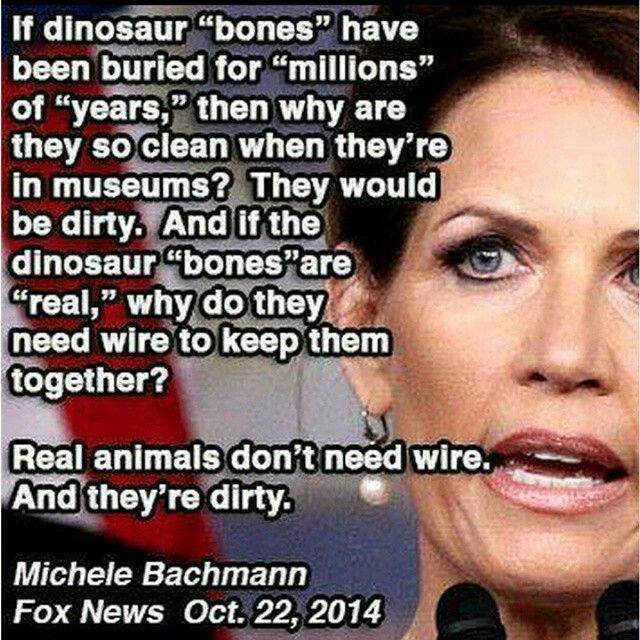 If dinosaur “bones” have
been buried for “millions”
of “years,” then why are
they so clean when they’re
in museums?  They would
be dirty.  And if the
dinosaur “bones”are
“real,” why do they
need wire to keep them
together?

Real animals don’t need wire.
And they’re dirty.

Michele Bachmann
Fox News  Oct. 22, 2014